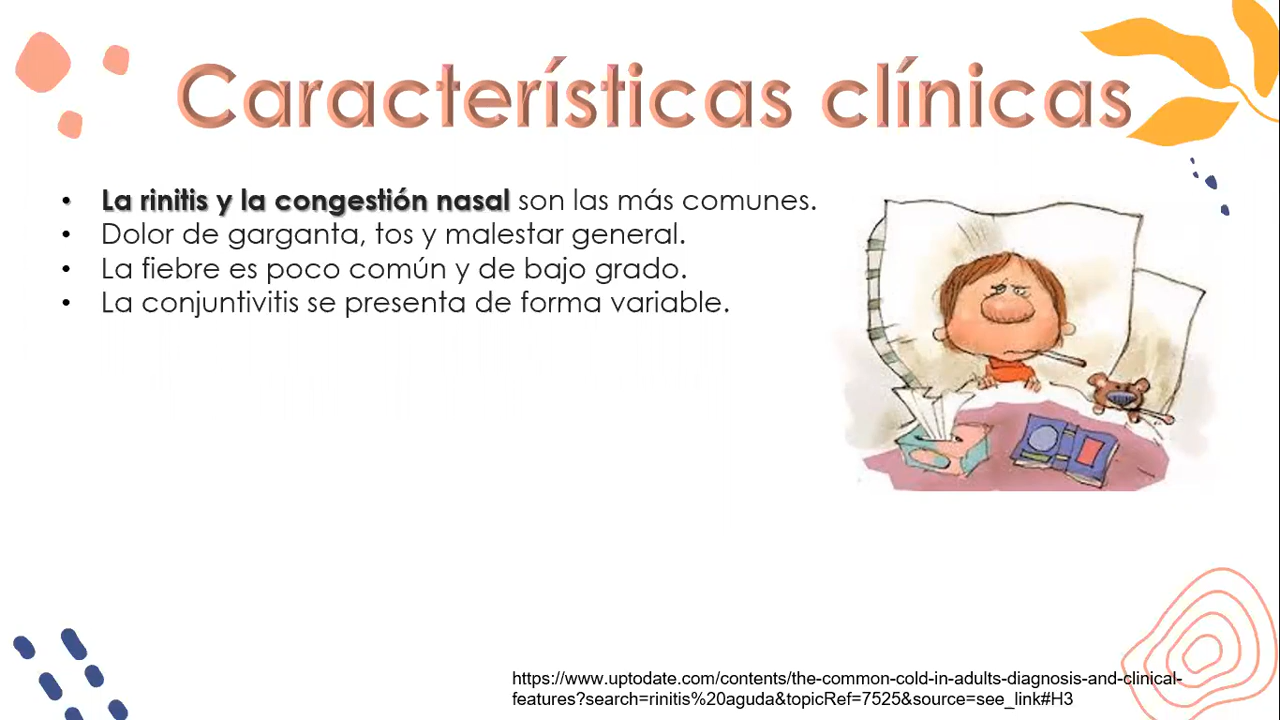 Características clínicas
• La rinitis y la congestión nasal son las más comunes.
• Dolor de garganta, tos y malestar general.
• La fiebre es poco común y de bajo grado.
• La conjuntivitis se presenta de forma variable.
https://www.uptodate.com/contents/the-common-cold-in-adults-diagnosis-and-clinical-
features?search=rinitis%20aguda&topicRef=7525&source=see_link#H3